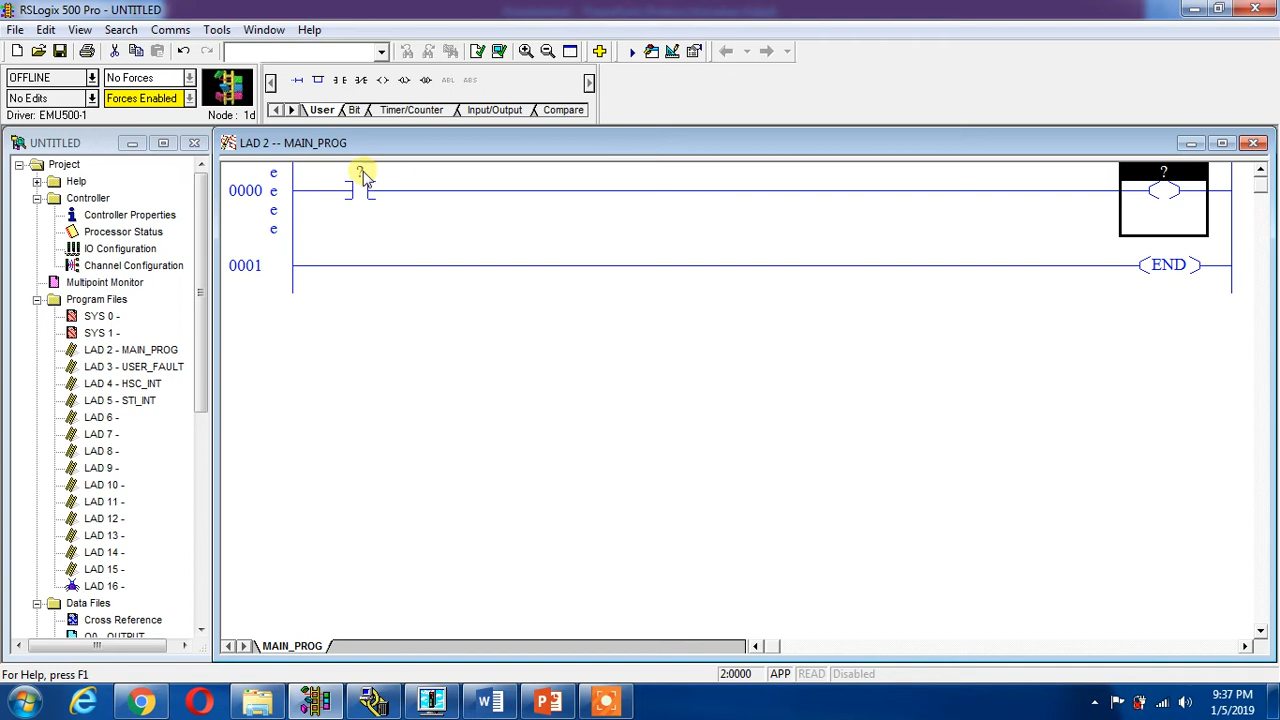 RSLogix 500 Pro - UNTITLED
File Edit View Search Comms Tools Window Help
OFFLINE No Forces
No Edits Forces Enabled
Driver: EMU500-1 Node : 1d
ABL ABS
User Bit Timer/Counter Input/Output Compare
UNTITLED
Project
Help
Controller
Controller Properties
Processor Status
IO Configuration
Channel Configuration
Multipoint Monitor
Program Files
SYS 0 -
SYS 1 -
LAD 2 - MAIN_PROG
LAD 3 - USER_FAULT
LAD 4 - HSC_INT
LAD 5 - STI_INT
LAD 6 -
LAD 7 -
LAD 8 -
LAD 9 -
LAD 10 -
LAD 11 -
LAD 12 -
LAD 13 -
LAD 14 -
LAD 15 -
LAD 16 -
Data Files
Cross Reference
O0 - OUTPUT
LAD 2 -- MAIN_PROG
e ? ?
0000 e
e
e
0001 END
MAIN_PROG
For Help, press F1
2:0000 APP READ Disabled
9:37 PM
1/5/2019